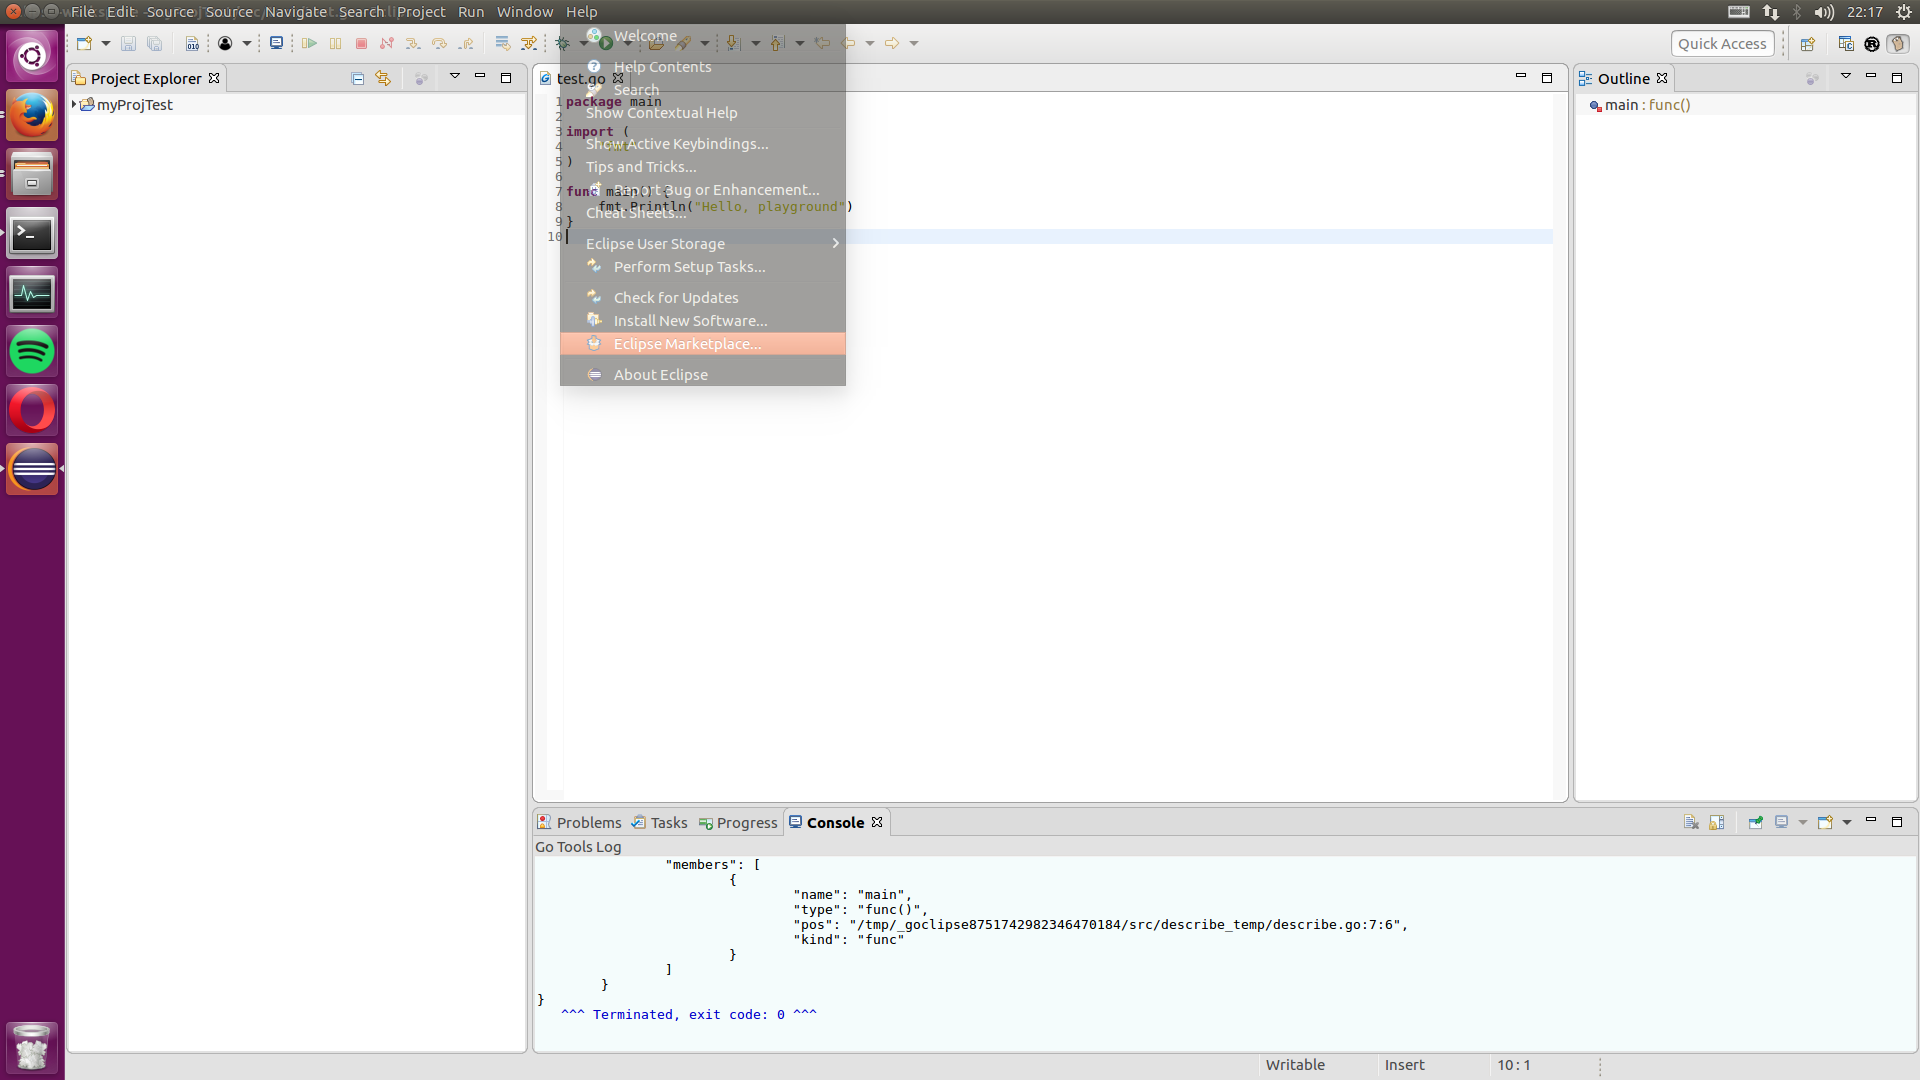 File Edit Source Source Navigate Search Project Run Window Help
22:17
Quick Access
Project Explorer
myProjTest
test.go
1 package main
2
3 import (
4
5 )
6
7 func main() {
8 fmt.Println("Hello, playground")
9 }
10
Welcome
Help Contents
Search
Show Contextual Help
Show Active Keybindings...
Tips and Tricks...
Report Bug or Enhancement...
Cheat Sheets...
Eclipse User Storage
Perform Setup Tasks...
Check for Updates
Install New Software...
Eclipse Marketplace...
About Eclipse
Outline
main : func()
Problems Tasks Progress Console
Go Tools Log
"members": [
{
"name": "main",
"type": "func()",
"pos": "/tmp/_goclipse8751742982346470184/src/describe_temp/describe.go:7:6",
"kind": "func"
}
]
}
}
^^^ Terminated, exit code: 0 ^^^
Writable Insert 10 : 1